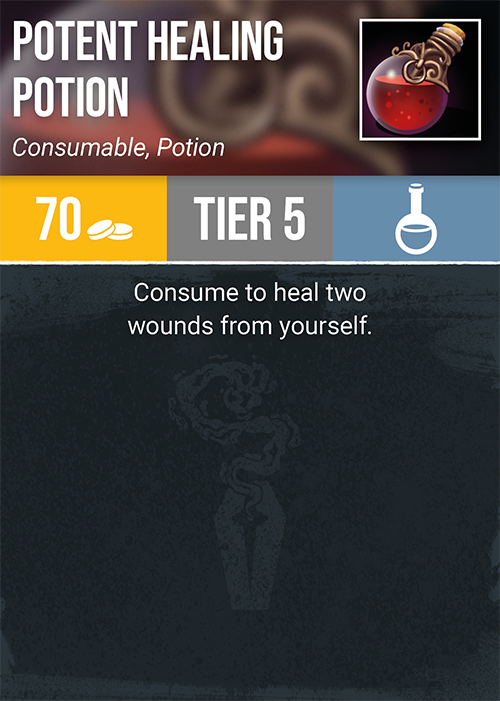 POTENT HEALING
POTION
Consumable, Potion
70
TIER 5
Consume to heal two
wounds from yourself.